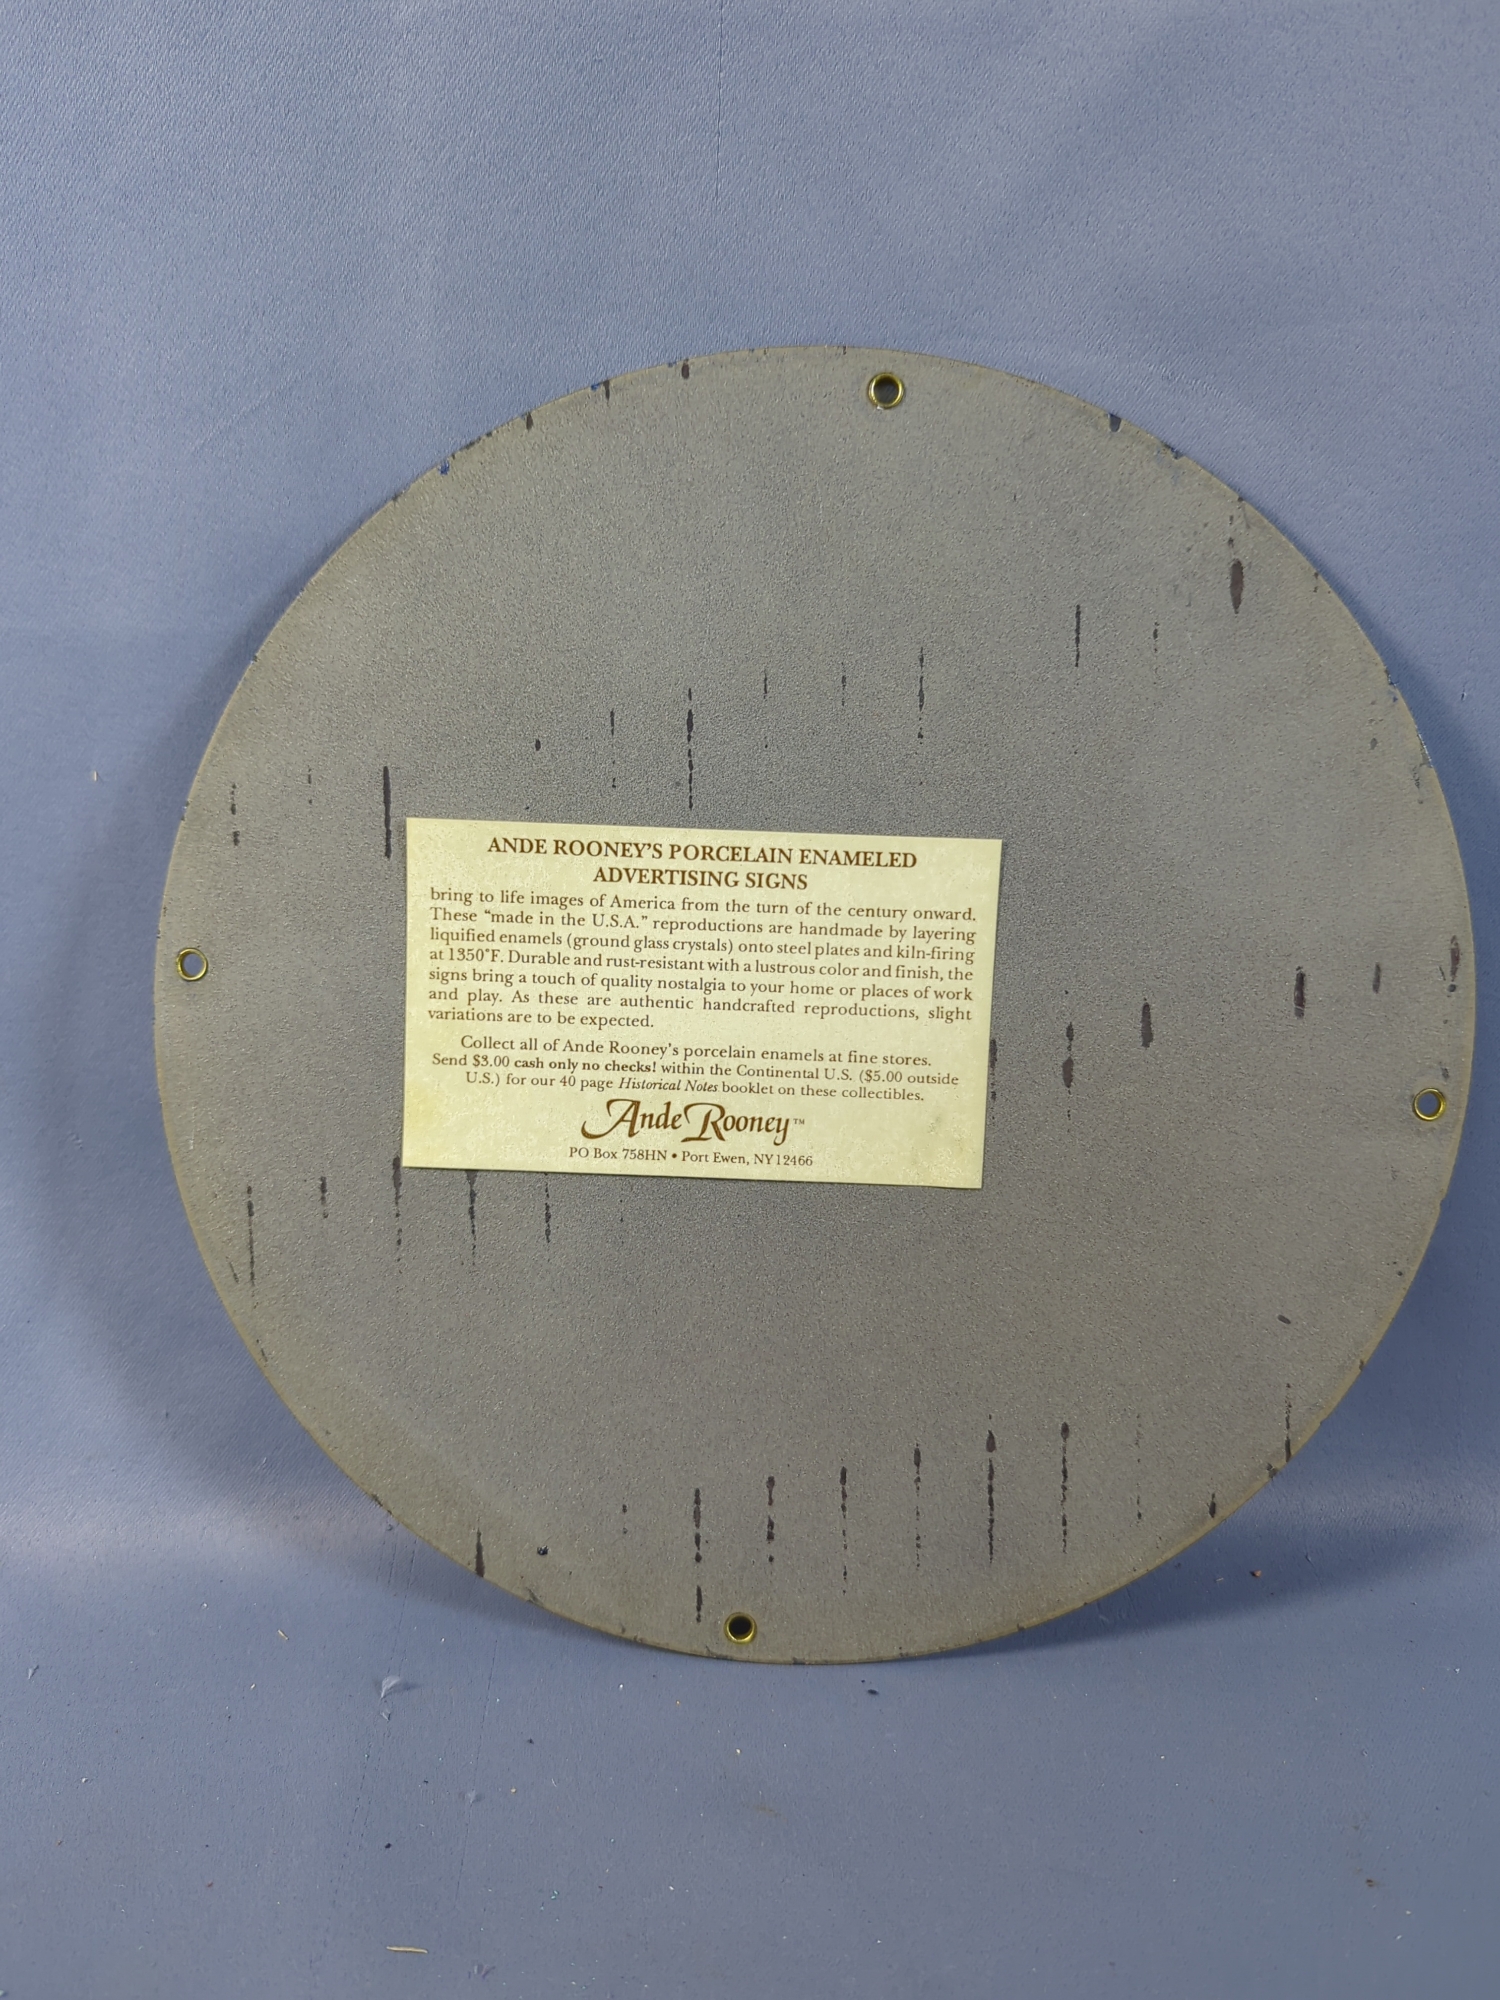 ANDE ROONEY'S PORCELAIN ENAMELED
ADVERTISING SIGNS
bring to life images of America from the turn of the century onward.
These “made in the U.S.A.” reproductions are handmade by layering
liquified enamels (ground glass crystals) onto steel plates and kiln-firing
at 1350°F. Durable and rust-resistant with a lustrous color and finish, the
signs bring a touch of quality nostalgia to your home or places of work
and play. As these are authentic handcrafted reproductions, slight
variations are to be expected.
Collect all of Ande Rooney's porcelain enamels at fine stores.
Send $3.00 cash only no checks! within the Continental U.S. ($5.00 outside
U.S.) for our 40 page Historical Notes booklet on these collectibles.
Ande Rooney™
PO Box 758HN • Port Ewen, NY 12466